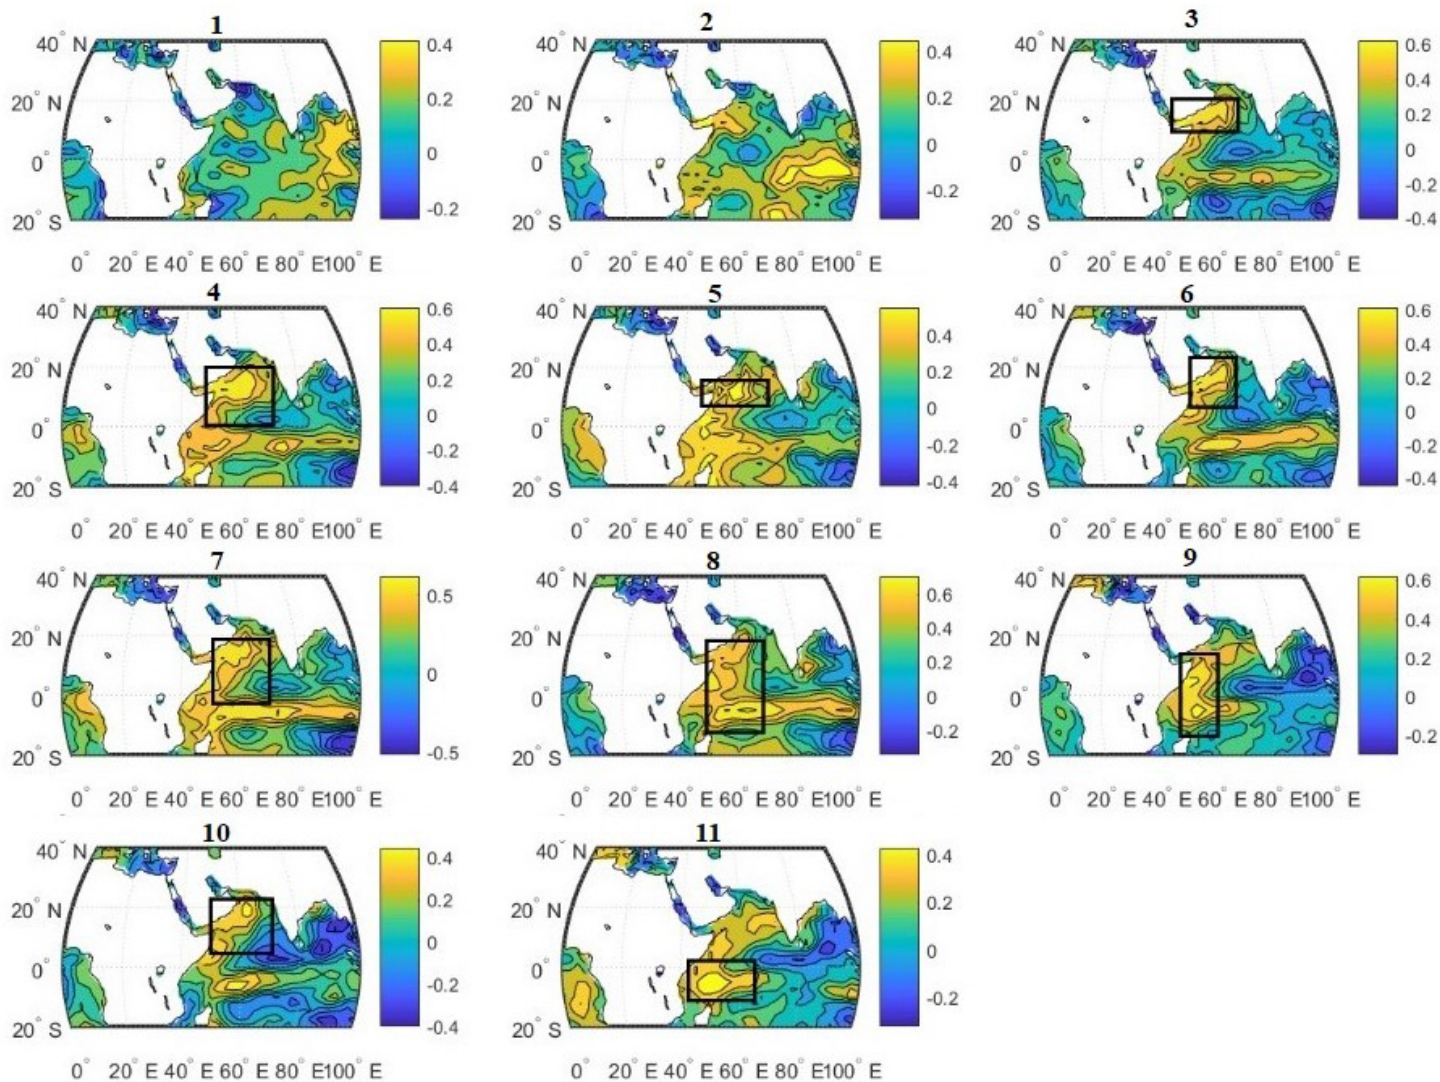 1 2 3
40° N 0.4 40° N 0.4 40° N 0.6
0.4
20° N 0.2 20° N 0.2 20° N 0.2
0° 0 0° 0 0° 0
-0.2 -0.2
20° S -0.2 20° S 20° S -0.4
0° 20° E 40° E 60° E 80° E100° E 0° 20° E 40° E 60° E 80° E100° E 0° 20° E 40° E 60° E 80° E100° E
4 5 6
40° N 0.6 40° N 40° N 0.6
0.4 0.4 0.4
20° N 0.2 20° N 0.2 20° N 0.2
0° 0 0° 0 0° 0
-0.2 -0.2 -0.2
20° S -0.4 20° S -0.4 20° S -0.4
0° 20° E 40° E 60° E 80° E100° E 0° 20° E 40° E 60° E 80° E100° E 0° 20° E 40° E 60° E 80° E100° E
7 8 9
40° N 0.5 40° N 0.6 40° N 0.6
0.4 0.4
20° N 0 20° N 0.2 20° N 0.2
0° 0° 0 0° 0
-0.2 -0.2
20° S -0.5 20° S 20° S
0° 20° E 40° E 60° E 80° E100° E 0° 20° E 40° E 60° E 80° E100° E 0° 20° E 40° E 60° E 80° E100° E
10 11
40° N 0.4 40° N 0.4
20° N 0.2 20° N 0.2
0° 0 0° 0
-0.2 -0.2
20° S -0.4 20° S
0° 20° E 40° E 60° E 80° E100° E 0° 20° E 40° E 60° E 80° E100° E